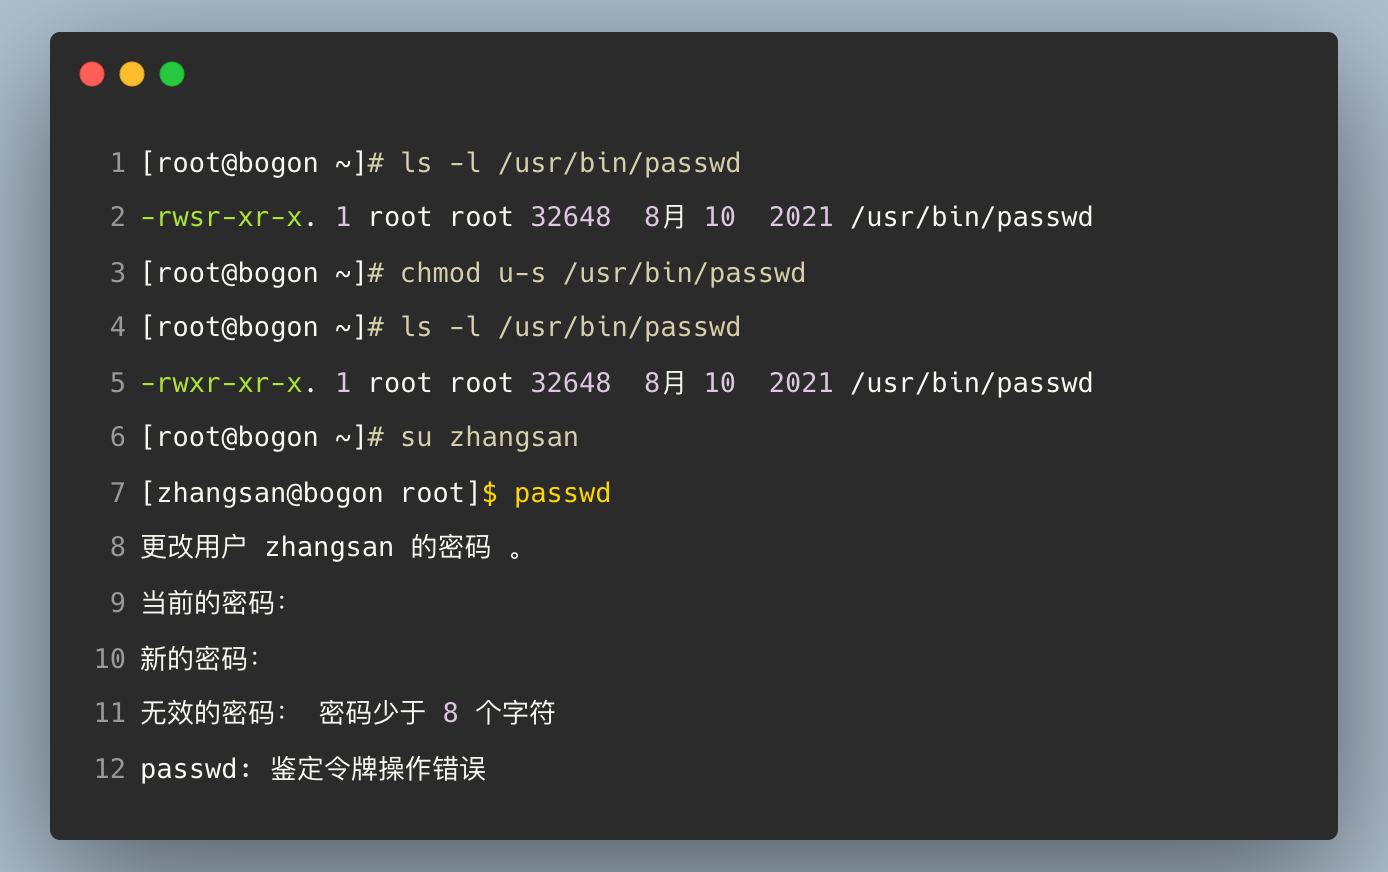 1 [root@bogon ~]# ls -l /usr/bin/passwd
2 -rwsr-xr-x. 1 root root 32648  8月 10  2021 /usr/bin/passwd
3 [root@bogon ~]# chmod u-s /usr/bin/passwd
4 [root@bogon ~]# ls -l /usr/bin/passwd
5 -rwxr-xr-x. 1 root root 32648  8月 10  2021 /usr/bin/passwd
6 [root@bogon ~]# su zhangsan
7 [zhangsan@bogon root]$ passwd
8 更改用户 zhangsan 的密码 。
9 当前的密码：
10 新的密码：
11 无效的密码： 密码少于 8 个字符
12 passwd: 鉴定令牌操作错误